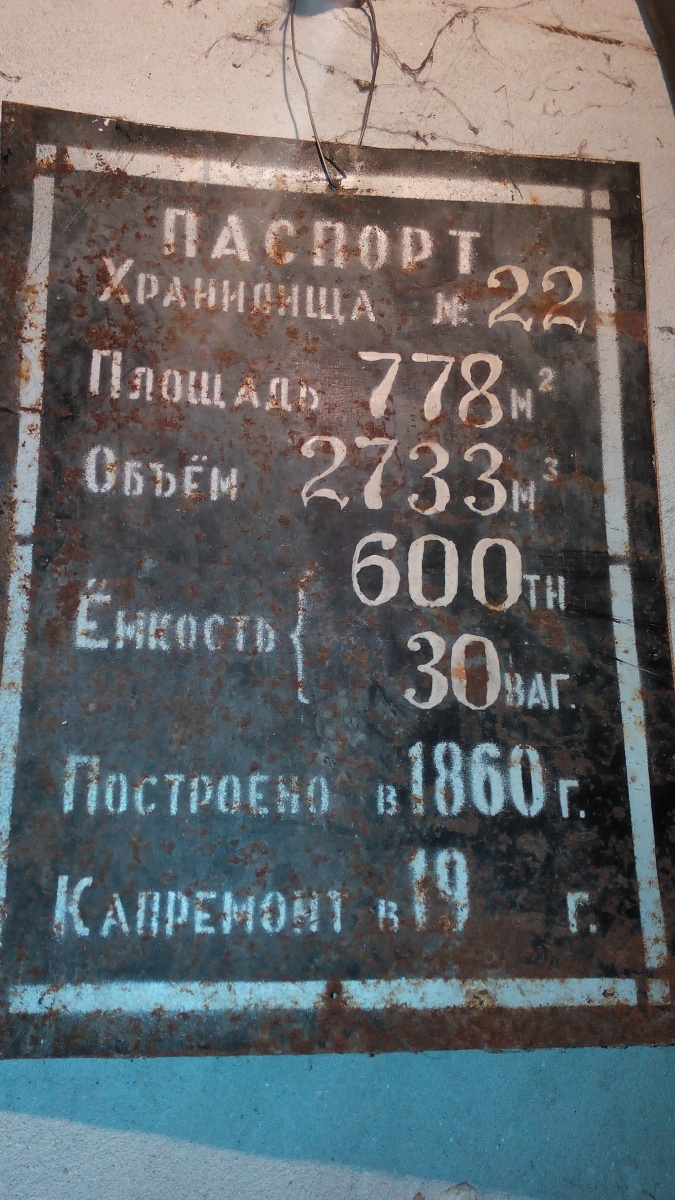 Паспорт
Хранилища № 22
Площадь 778 м²
Объём 2733 м³
Ёмкость { 600 тн
30 ваг.
Построено в 1860 г.
Капремонт в 19 г.